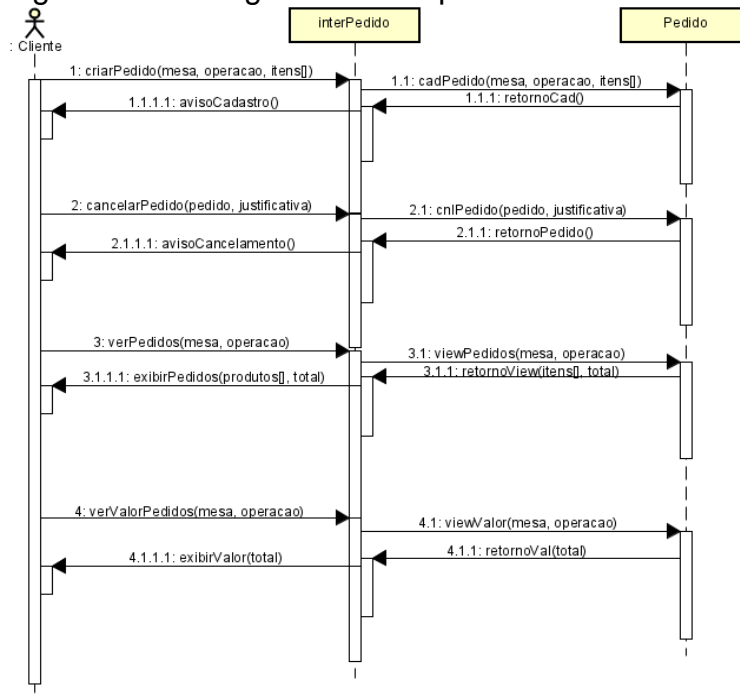 : Cliente
interPedido
Pedido
1: criarPedido(mesa, operacao, itens[])
1.1: cadPedido(mesa, operacao, itens[])
1.1.1: retornoCad()
1.1.1.1: avisoCadastro()
2: cancelarPedido(pedido, justificativa)
2.1: cnlPedido(pedido, justificativa)
2.1.1: retornoPedido()
2.1.1.1: avisoCancelamento()
3: verPedidos(mesa, operacao)
3.1: viewPedidos(mesa, operacao)
3.1.1: retornoView(itens[], total)
3.1.1.1: exibirPedidos(produtos[], total)
4: verValorPedidos(mesa, operacao)
4.1: viewValor(mesa, operacao)
4.1.1: retornoVal(total)
4.1.1.1: exibirValor(total)